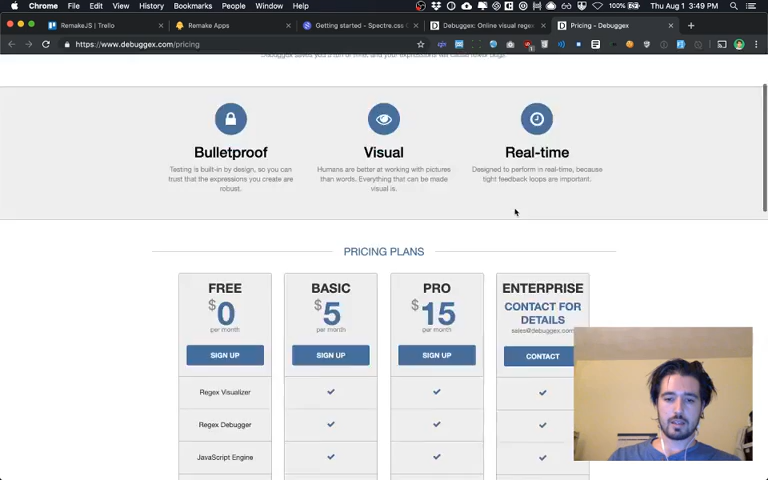 Chrome File Edit View History Bookmarks People Window Help
100%
Thu Aug 1 3:49 PM
RemakeJS | Trello
Remake Apps
Getting started - Spectre.css
Debuggex: Online visual rege
Pricing - Debuggex
https://www.debuggex.com/pricing
Bulletproof
Visual
Real-time
Testing is built-in by design, so you can
trust that the expressions you create are
robust.
Humans are better at working with pictures
than words. Everything that can be made
visual is.
Designed to perform in real-time, because
tight feedback loops are important.
PRICING PLANS
FREE
$0
per month
SIGN UP
BASIC
$5
per month
SIGN UP
PRO
$15
per month
SIGN UP
ENTERPRISE
CONTACT FOR
DETAILS
sales@debuggex.com
CONTACT
Regex Visualizer
Regex Debugger
JavaScript Engine